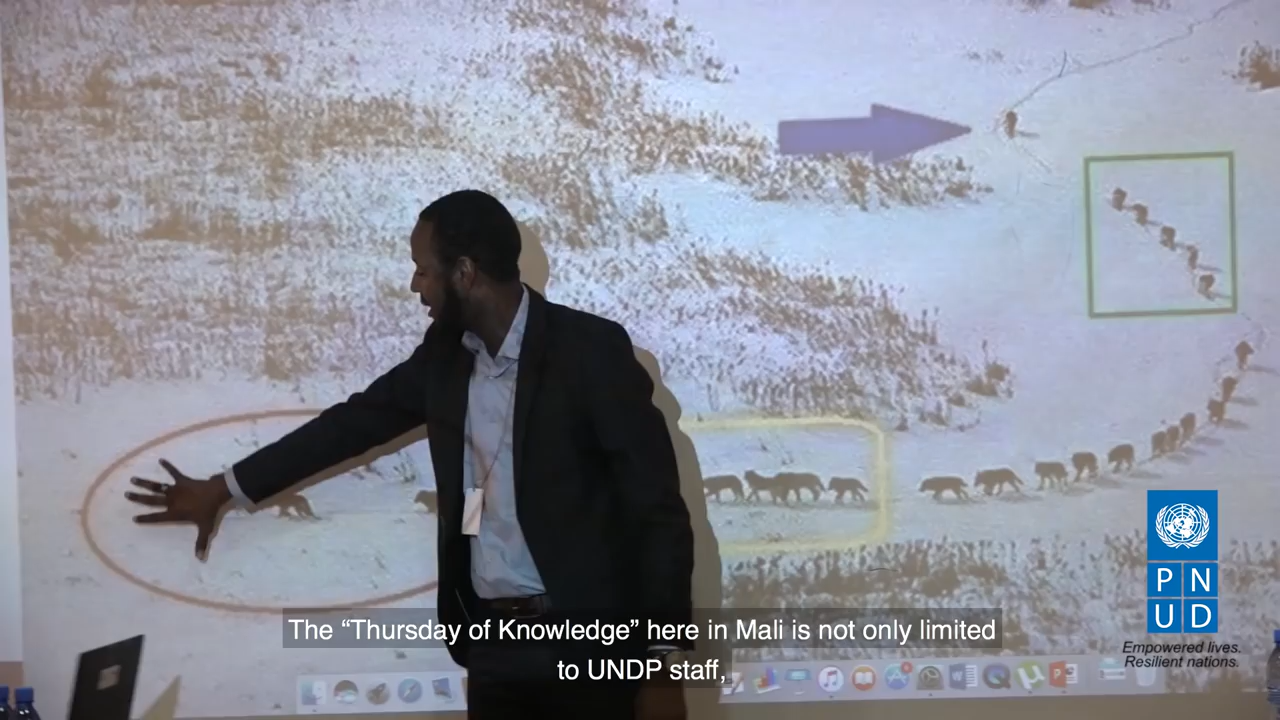 The “Thursday of Knowledge” here in Mali is not only limited
to UNDP staff,
P N
U D
Empowered lives.
Resilient nations.